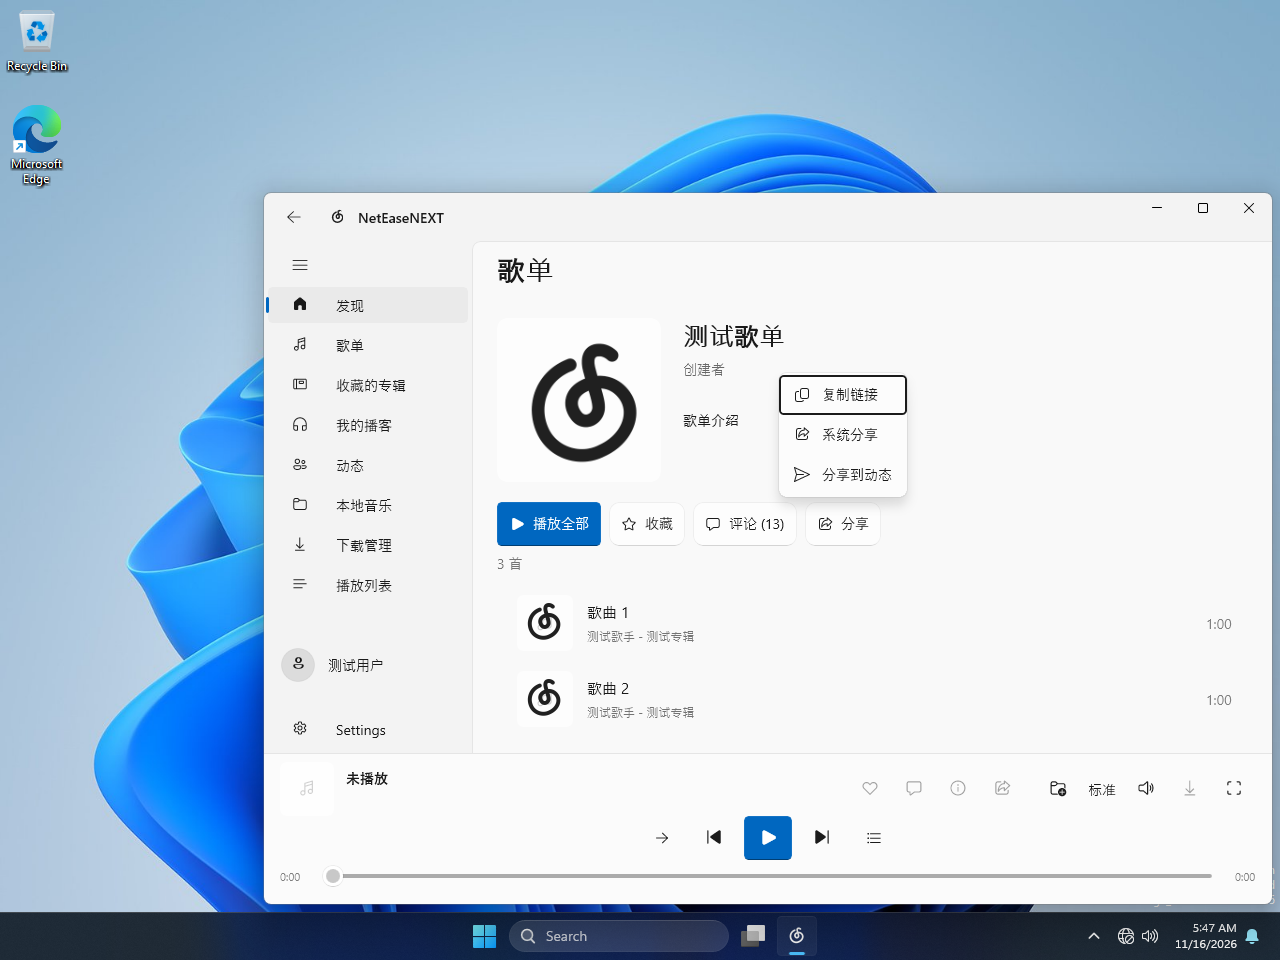 Recycle Bin
Microsoft
Edge
NetEaseNEXT
发现
歌单
收藏的专辑
我的播客
动态
本地音乐
下载管理
播放列表
测试用户
Settings
歌单
测试歌单
创建者
歌单介绍
复制链接
系统分享
分享到动态
播放全部
收藏
评论 (13)
分享
3 首
歌曲 1
测试歌手 - 测试专辑
1:00
歌曲 2
测试歌手 - 测试专辑
1:00
未播放
标准
0:00
0:00
Search
5:47 AM
11/16/2026